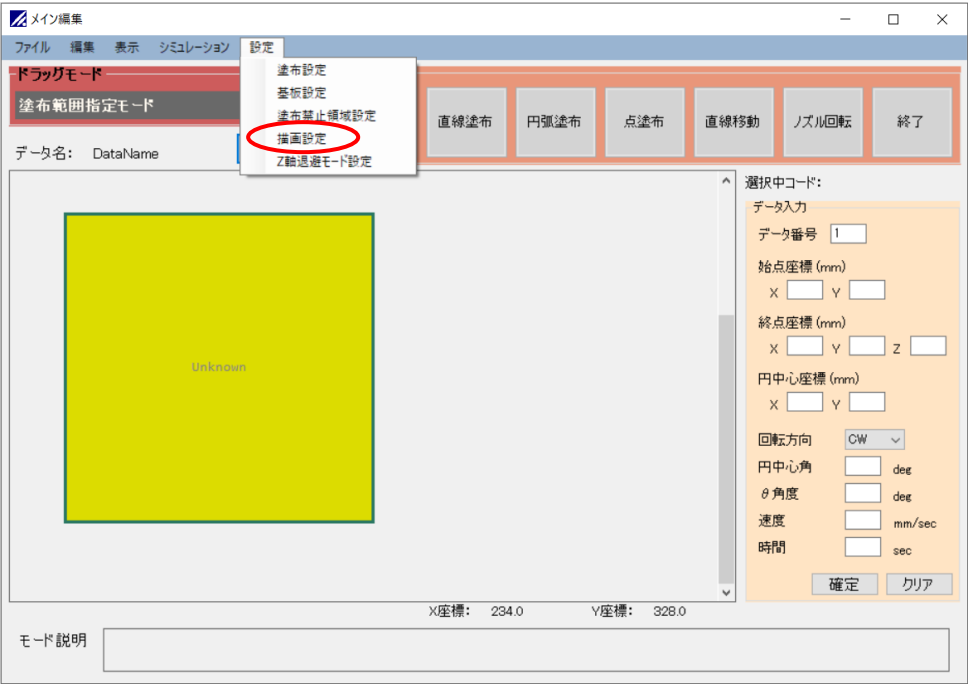 メイン編集
ファイル 編集 表示 シミュレーション 設定
塗布設定
基板設定
塗布禁止領域設定
描画設定
Z軸退避モード設定
ドラッグモード
塗布範囲指定モード
データ名: DataName
直線塗布 円弧塗布 点塗布 直線移動 ノズル回転 終了
Unknown
選択中コード:
データ入力
データ番号 1
始点座標(mm)
X Y
終点座標(mm)
X Y Z
円中心座標(mm)
X Y
回転方向 CW
円中心角 deg
θ角度 deg
速度 mm/sec
時間 sec
確定 クリア
X座標: 234.0 Y座標: 328.0
モード説明